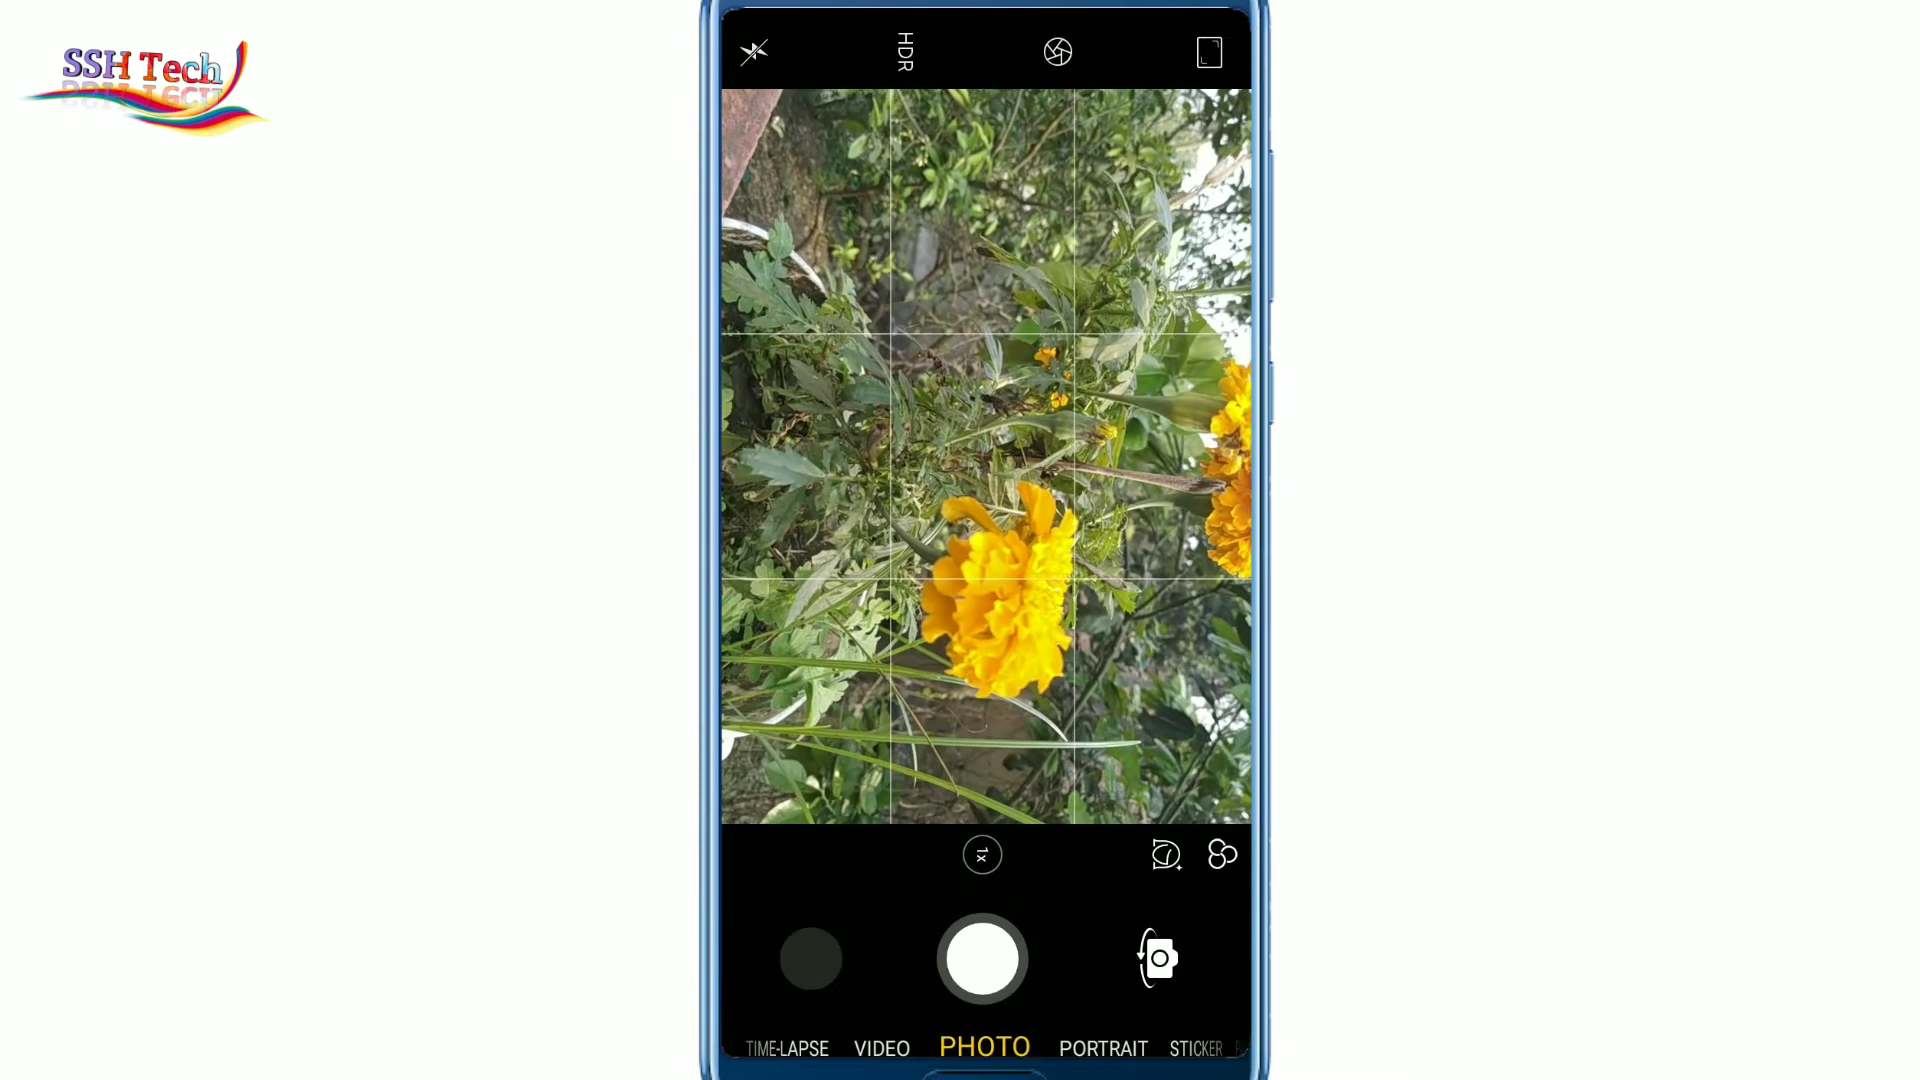 SSH Tech
HDR
1x
TIME-LAPSE VIDEO PHOTO PORTRAIT STICKER